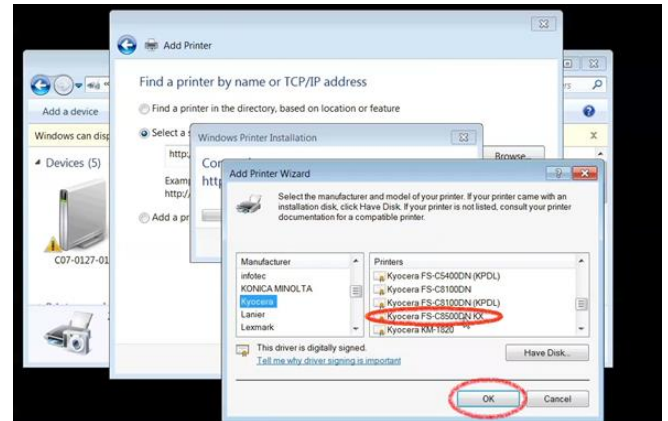 Add Printer
Find a printer by name or TCP/IP address
Find a printer in the directory, based on location or feature
Add a device
Windows can disp
Select a s
Windows Printer Installation
Devices (5)
http:
Browse...
Add Printer Wizard
Examp
http:/
Select the manufacturer and model of your printer. If your printer came with an
installation disk, click Have Disk. If your printer is not listed, consult your printer
documentation for a compatible printer.
Add a pr
C07-0127-01
Manufacturer
Printers
infotec
Kyocera FS-C5400DN (KPDL)
KONICA MINOLTA
Kyocera FS-C8100DN
Kyocera
Kyocera FS-C8100DN (KPDL)
Lanier
Kyocera FS-C8500DN KX
Lexmark
Kyocera KM-1820
This driver is digitally signed.
Tell me why driver signing is important
Have Disk...
OK
Cancel